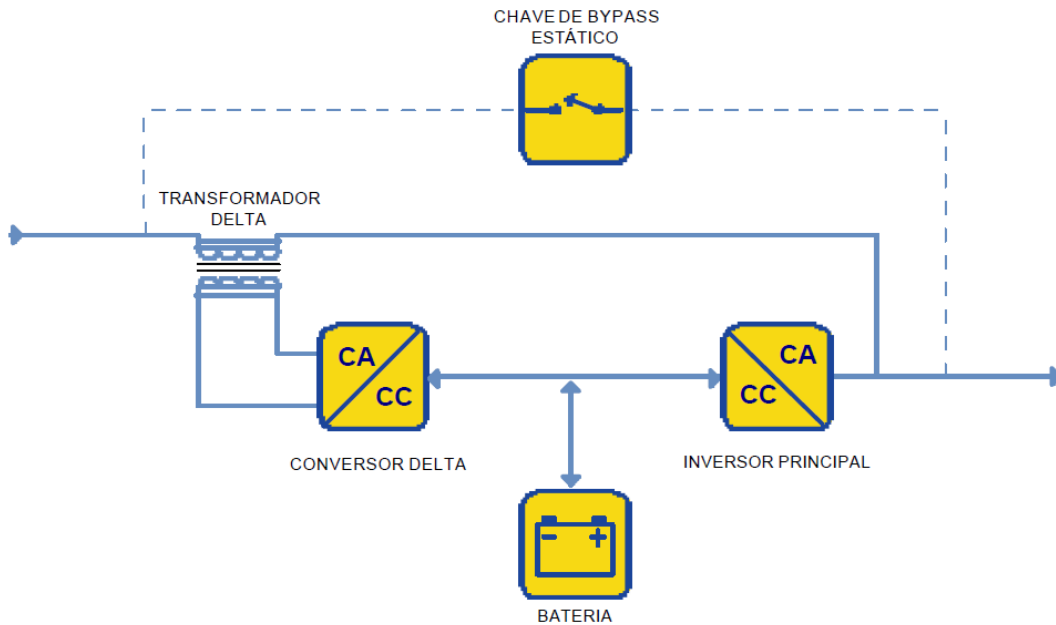 CHAVE DE BYPASS
ESTÁTICO
TRANSFORMADOR
DELTA
CA
CC
CA
CC
CONVERSOR DELTA
INVERSOR PRINCIPAL
BATERIA